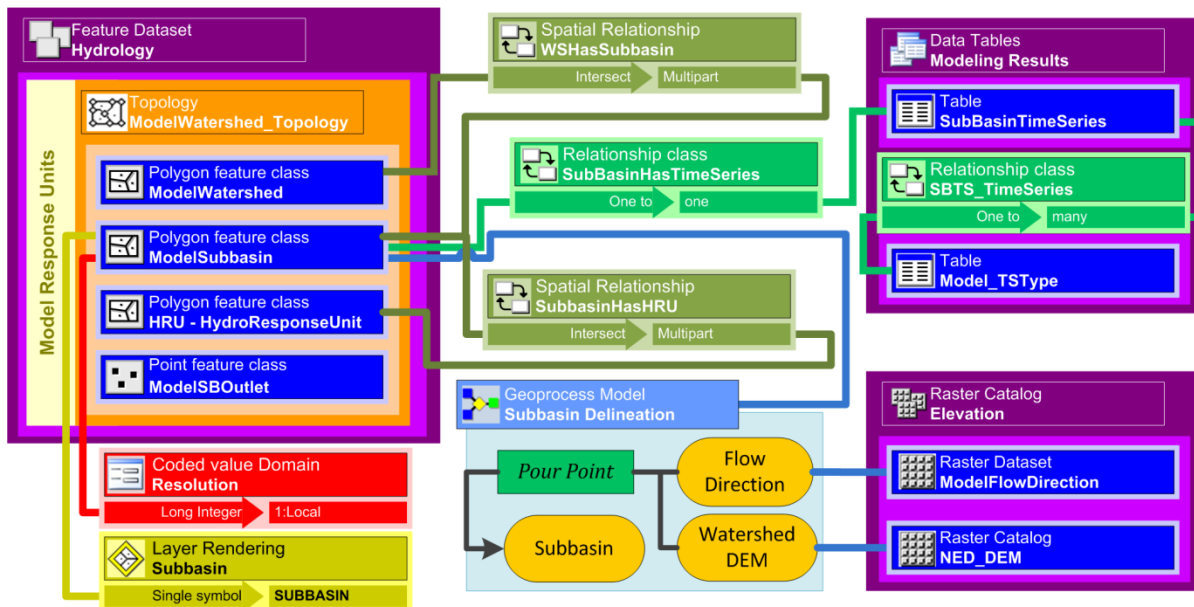 Feature Dataset
Hydrology
Model Response Units
Topology
ModelWatershed_Topology
Polygon feature class
ModelWatershed
Polygon feature class
ModelSubbasin
Polygon feature class
HRU - HydroResponseUnit
Point feature class
ModelSBOutlet
Coded value Domain
Resolution
Long Integer
1:Local
Layer Rendering
Subbasin
Single symbol
SUBBASIN
Spatial Relationship
WSHasSubbasin
Intersect
Multipart
Relationship class
SubBasinHasTimeSeries
One to
one
Spatial Relationship
SubbasinHasHRU
Intersect
Multipart
Geoprocess Model
Subbasin Delineation
Pour Point
Flow
Direction
Subbasin
Watershed
DEM
Data Tables
Modeling Results
Table
SubBasinTimeSeries
Relationship class
SBTS_TimeSeries
One to
many
Table
Model_TSType
Raster Catalog
Elevation
Raster Dataset
ModelFlowDirection
Raster Catalog
NED_DEM